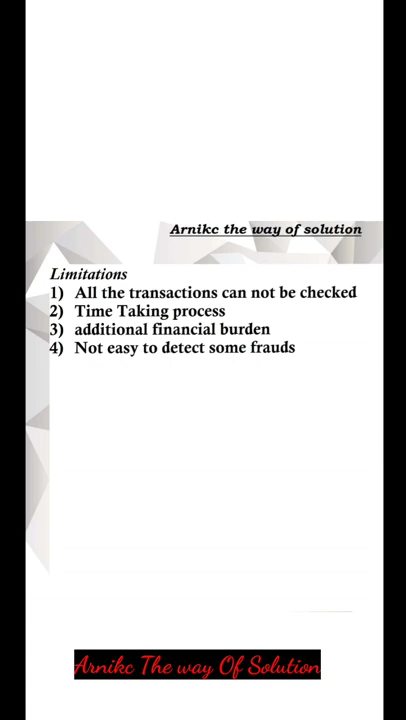 Arnikc the way of solution
Limitations
1) All the transactions can not be checked
2) Time Taking process
3) additional financial burden
4) Not easy to detect some frauds
Arnikc The way Of Solution